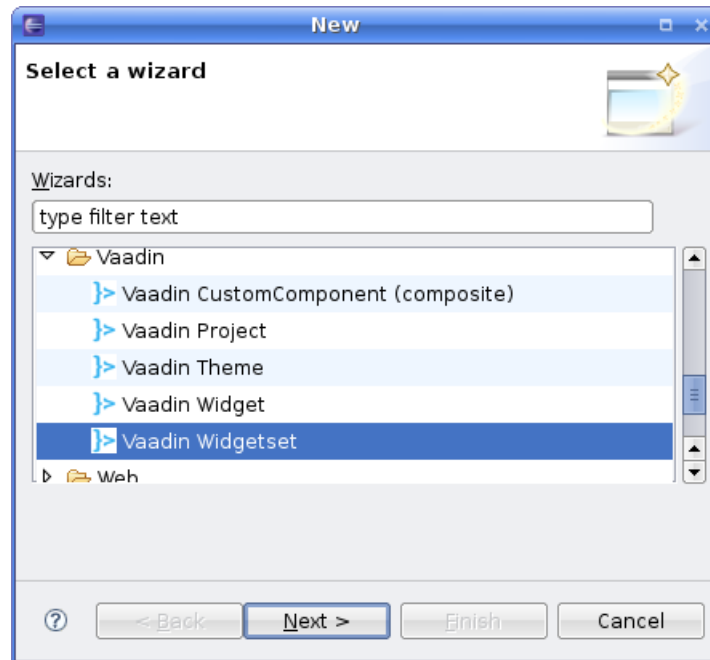 New
Select a wizard
Wizards:
type filter text
Vaadin
Vaadin CustomComponent (composite)
Vaadin Project
Vaadin Theme
Vaadin Widget
Vaadin Widgetset
Web
? < Back Next > Finish Cancel